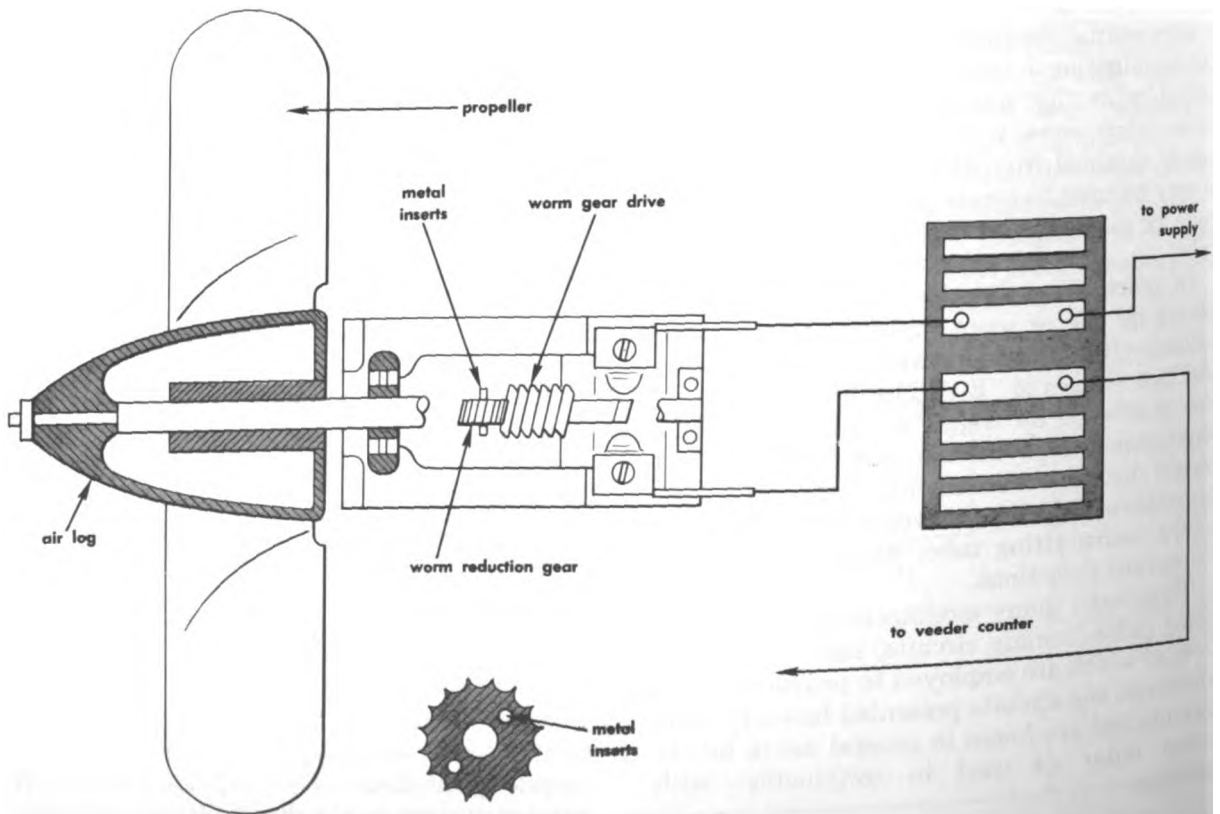 propeller
metal
inserts
worm gear drive
to power
supply
air log
worm reduction gear
to veeder counter
metal
inserts